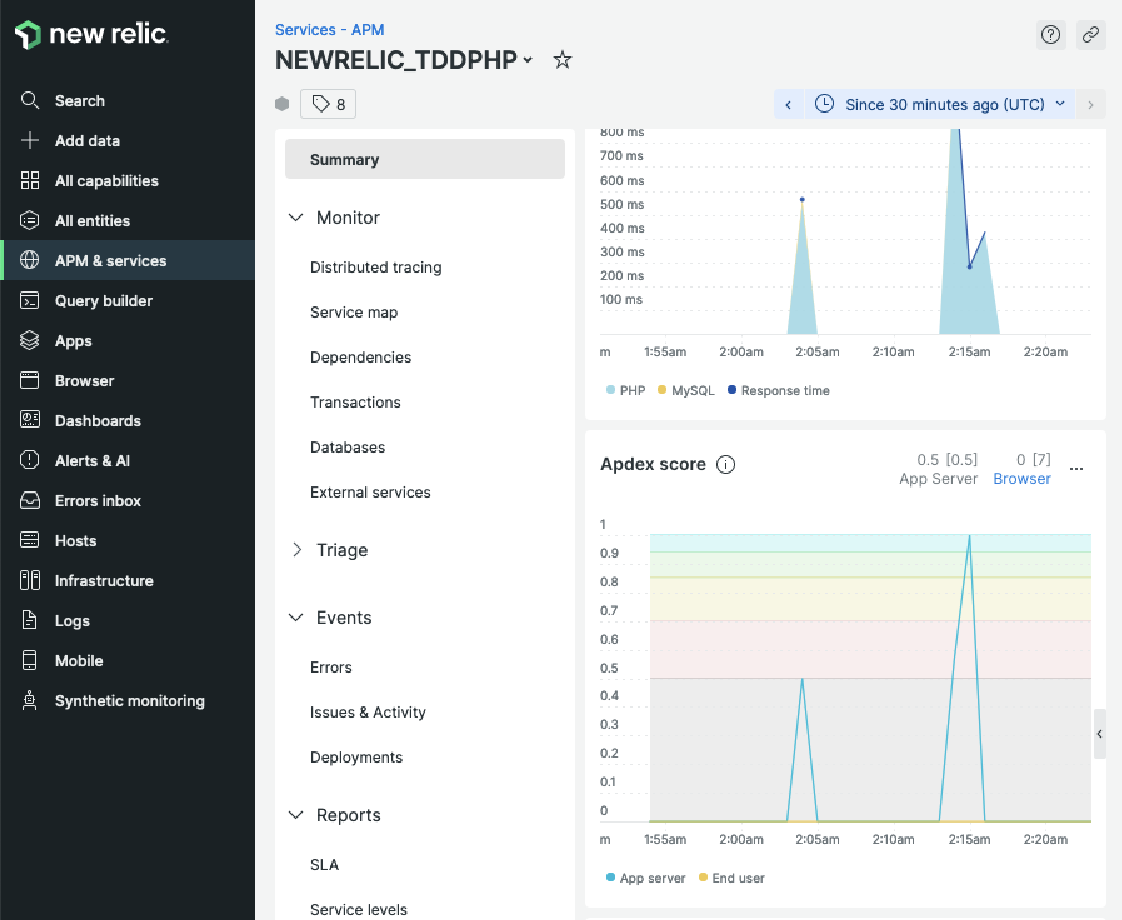 new relic.
Search
Add data
All capabilities
All entities
APM & services
Query builder
Apps
Browser
Dashboards
Alerts & AI
Errors inbox
Hosts
Infrastructure
Logs
Mobile
Synthetic monitoring
Services - APM
NEWRELIC_TDDPHP
8
Since 30 minutes ago (UTC)
Summary
Monitor
Distributed tracing
Service map
Dependencies
Transactions
Databases
External services
Triage
Events
Errors
Issues & Activity
Deployments
Reports
SLA
Service levels
800 ms
700 ms
600 ms
500 ms
400 ms
300 ms
200 ms
100 ms
m 1:55am 2:00am 2:05am 2:10am 2:15am 2:20am
PHP MySQL Response time
Apdex score
0.5 [0.5] 0 [7]
App Server Browser
1
0.9
0.8
0.7
0.6
0.5
0.4
0.3
0.2
0.1
0
m 1:55am 2:00am 2:05am 2:10am 2:15am 2:20am
App server End user